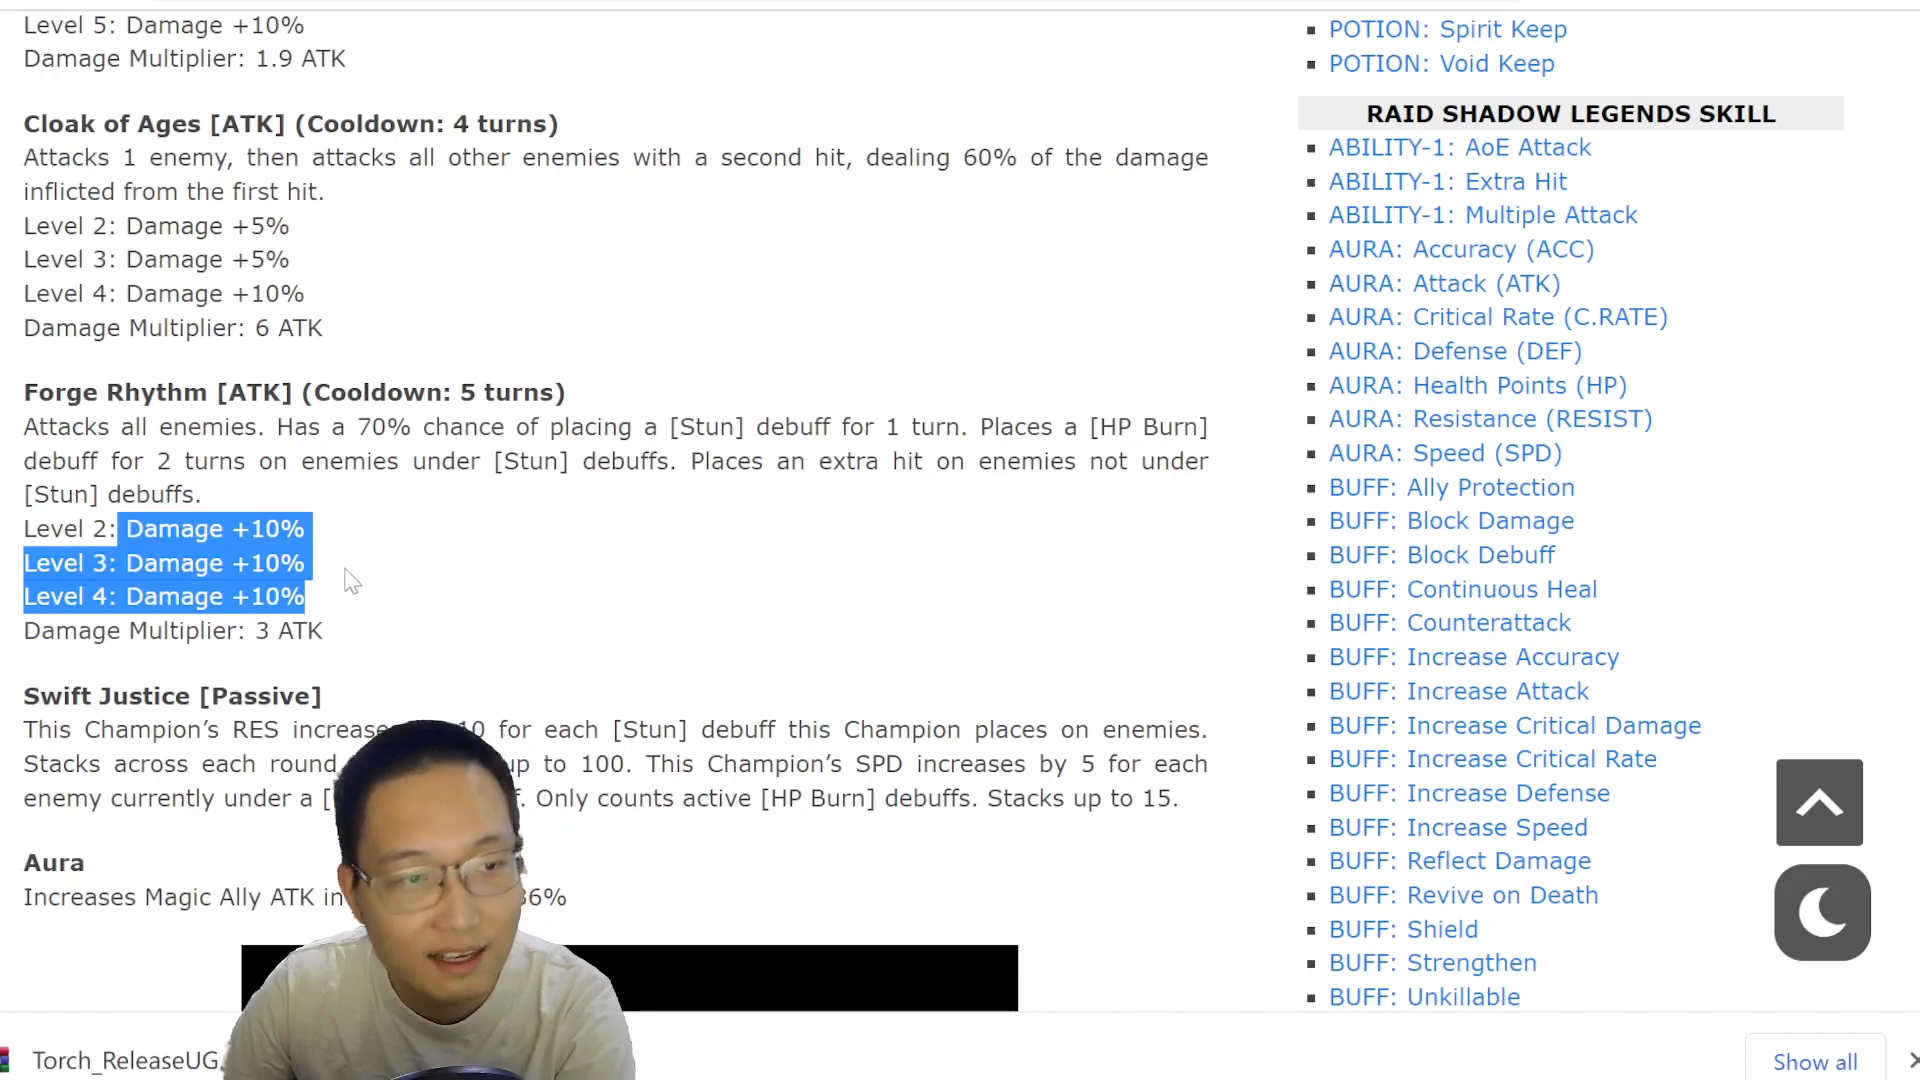 Level 5: Damage +10%
Damage Multiplier: 1.9 ATK
Cloak of Ages [ATK] (Cooldown: 4 turns)
Attacks 1 enemy, then attacks all other enemies with a second hit, dealing 60% of the damage
inflicted from the first hit.
Level 2: Damage +5%
Level 3: Damage +5%
Level 4: Damage +10%
Damage Multiplier: 6 ATK
Forge Rhythm [ATK] (Cooldown: 5 turns)
Attacks all enemies. Has a 70% chance of placing a [Stun] debuff for 1 turn. Places a [HP Burn]
debuff for 2 turns on enemies under [Stun] debuffs. Places an extra hit on enemies not under
[Stun] debuffs.
Level 2: Damage +10%
Level 3: Damage +10%
Level 4: Damage +10%
Damage Multiplier: 3 ATK
Swift Justice [Passive]
This Champion’s RES increase 10 for each [Stun] debuff this Champion places on enemies.
Stacks across each round up to 100. This Champion’s SPD increases by 5 for each
enemy currently under a [ . Only counts active [HP Burn] debuffs. Stacks up to 15.
Aura
Increases Magic Ally ATK in 36%
Torch_ReleaseUG
POTION: Spirit Keep
POTION: Void Keep
RAID SHADOW LEGENDS SKILL
ABILITY-1: AoE Attack
ABILITY-1: Extra Hit
ABILITY-1: Multiple Attack
AURA: Accuracy (ACC)
AURA: Attack (ATK)
AURA: Critical Rate (C.RATE)
AURA: Defense (DEF)
AURA: Health Points (HP)
AURA: Resistance (RESIST)
AURA: Speed (SPD)
BUFF: Ally Protection
BUFF: Block Damage
BUFF: Block Debuff
BUFF: Continuous Heal
BUFF: Counterattack
BUFF: Increase Accuracy
BUFF: Increase Attack
BUFF: Increase Critical Damage
BUFF: Increase Critical Rate
BUFF: Increase Defense
BUFF: Increase Speed
BUFF: Reflect Damage
BUFF: Revive on Death
BUFF: Shield
BUFF: Strengthen
BUFF: Unkillable
Show all